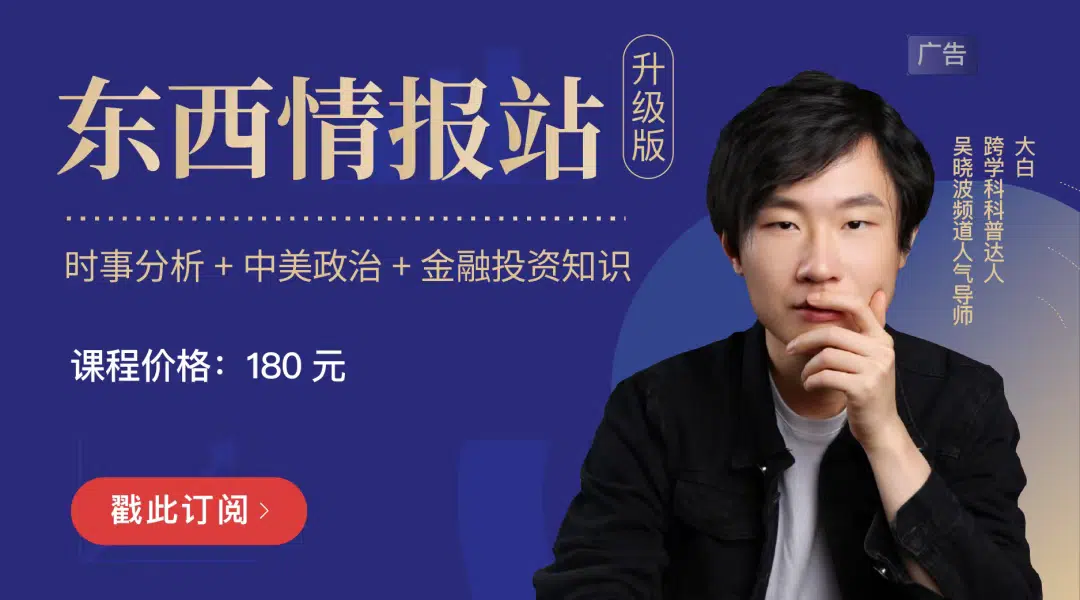 广告
东西情报站
升级版
时事分析 + 中美政治 + 金融投资知识
课程价格：180 元
戳此订阅 >
大白
跨学科科普达人
吴晓波频道人气导师